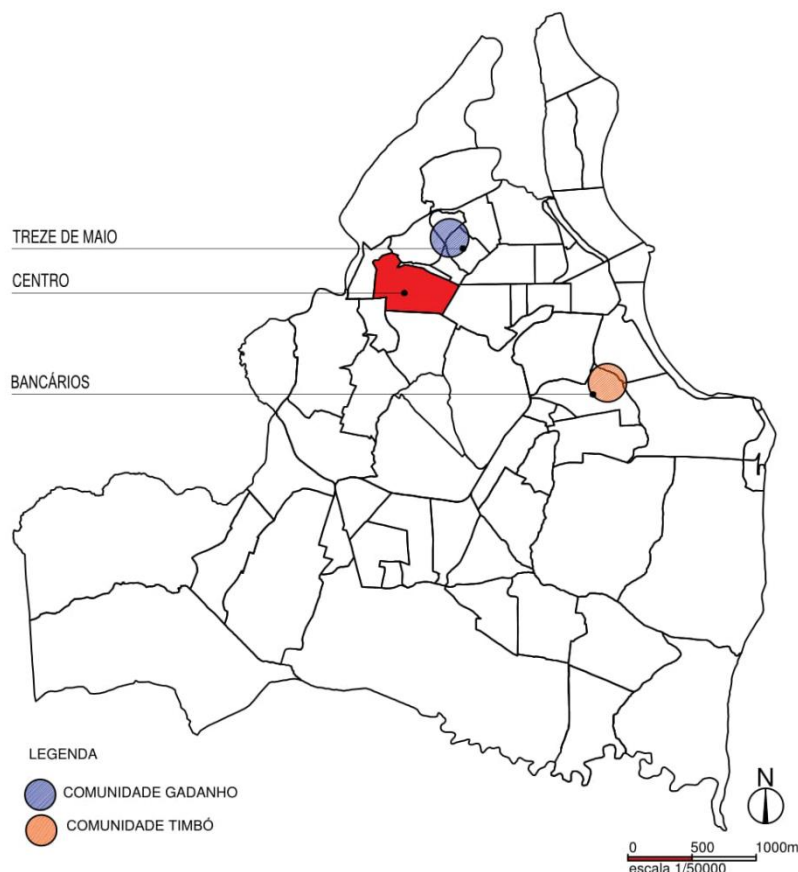 TREZE DE MAIO
CENTRO
BANCÁRIOS
LEGENDA
COMUNIDADE GADANHO
COMUNIDADE TIMBÓ
N
0 500 1000m
escala 1/50000